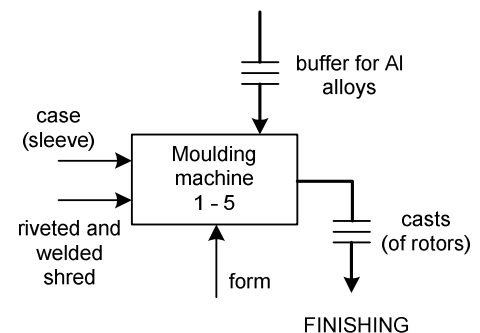 buffer for Al
alloys
case
(sleeve)
Moulding
machine
1 - 5
riveted and
welded
shred
casts
(of rotors)
form
FINISHING